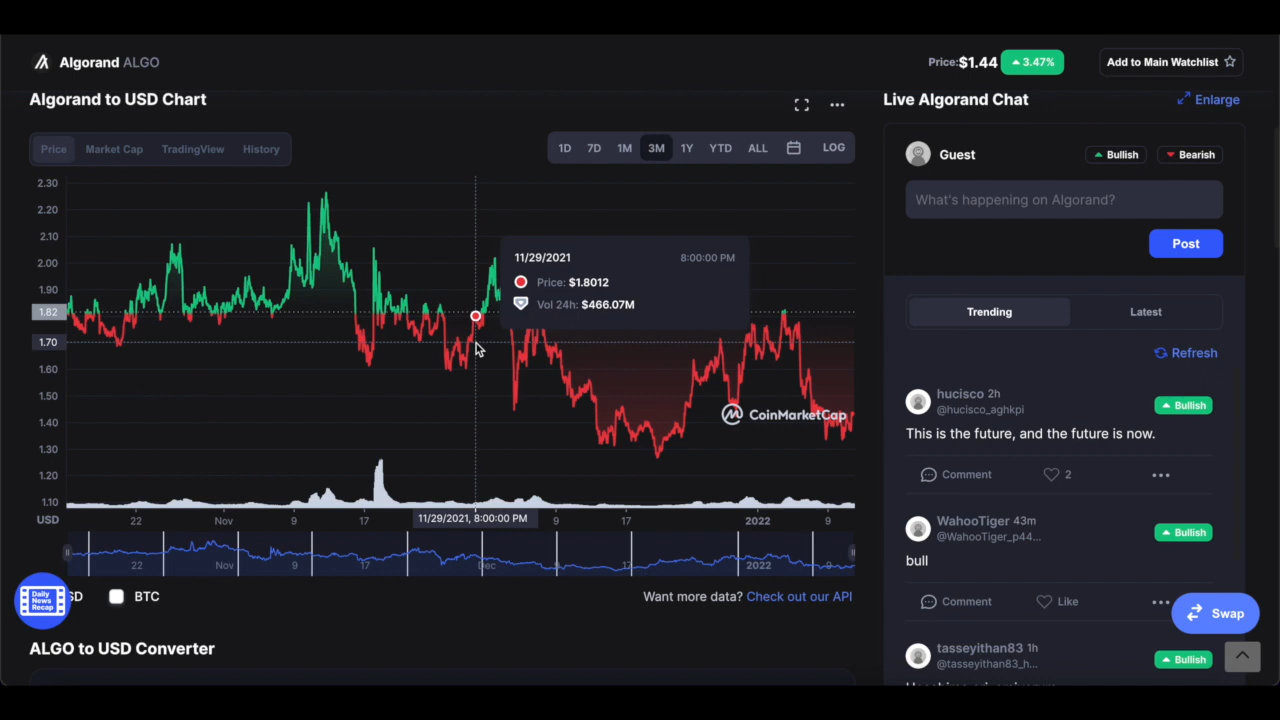 Algorand ALGO
Price:$1.44 3.47% Add to Main Watchlist
Algorand to USD Chart
Price Market Cap TradingView History
1D 7D 1M 3M 1Y YTD ALL LOG
2.30
2.20
2.10
2.00
1.90
1.82
1.70
1.60
1.50
1.40
1.30
1.20
1.10
USD
11/29/2021 8:00:00 PM
Price: $1.8012
Vol 24h: $466.07M
CoinMarketCap
22 Nov 9 17 11/29/2021, 8:00:00 PM 9 17 2022 9
22 Nov 9 17 Dec 9 17 2022 9
Daily
News
Recap
SD BTC
Want more data? Check out our API
ALGO to USD Converter
Live Algorand Chat Enlarge
Guest Bullish Bearish
What's happening on Algorand?
Post
Trending Latest
Refresh
hucisco 2h
@hucisco_aghkpi
Bullish
This is the future, and the future is now.
Comment 2
WahooTiger 43m
@WahooTiger_p44...
Bullish
bull
Comment Like
Swap
tasseyithan83 1h
@tasseyithan83_h...
Bullish